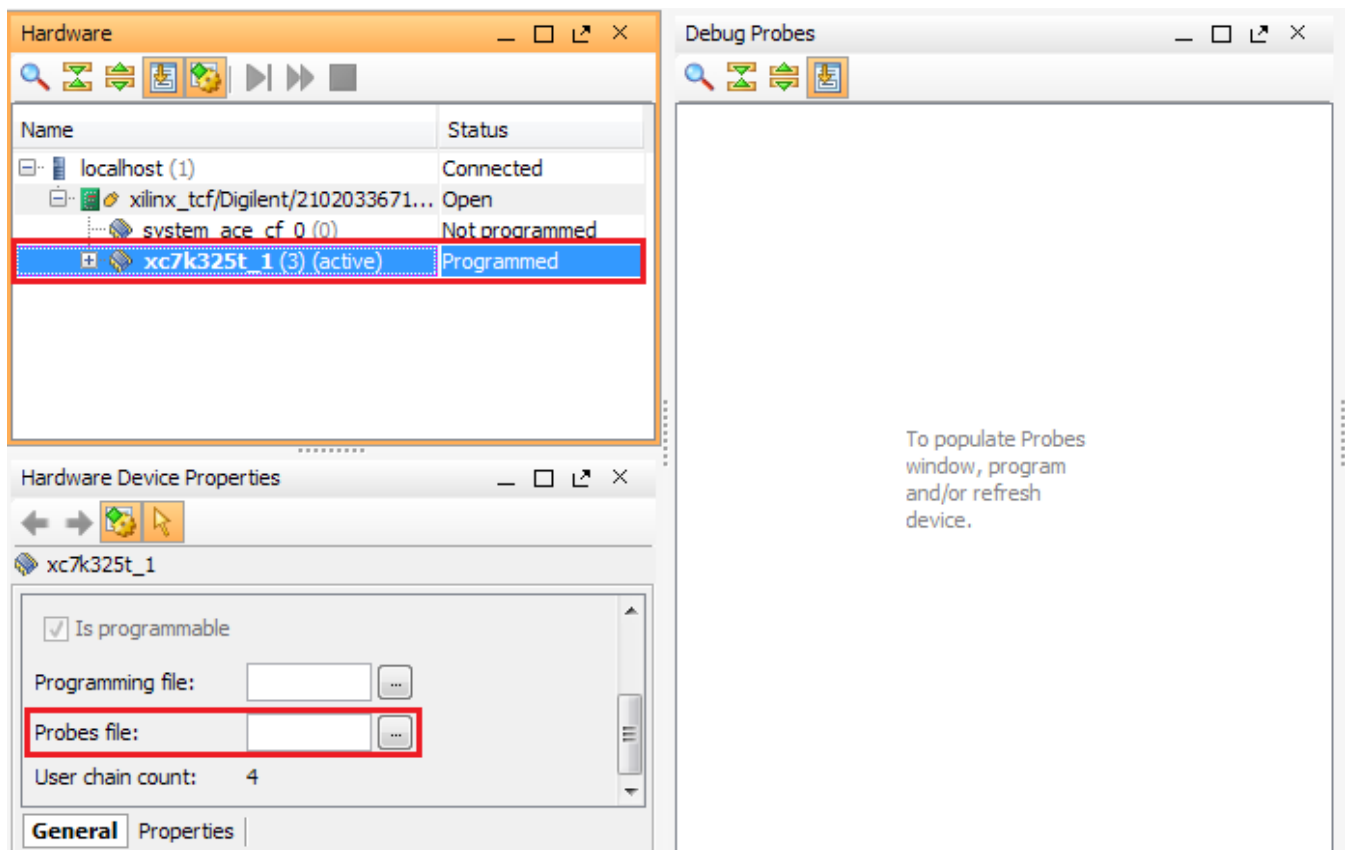 Hardware
Name Status
localhost (1) Connected
xilinx_tcf/Digilent/2102033671... Open
system_ace_cf_0 (0) Not programmed
xc7k325t_1 (3) (active) Programmed
Hardware Device Properties
xc7k325t_1
Is programmable
Programming file: ...
Probes file: ...
User chain count: 4
General Properties
Debug Probes
To populate Probes
window, program
and/or refresh
device.